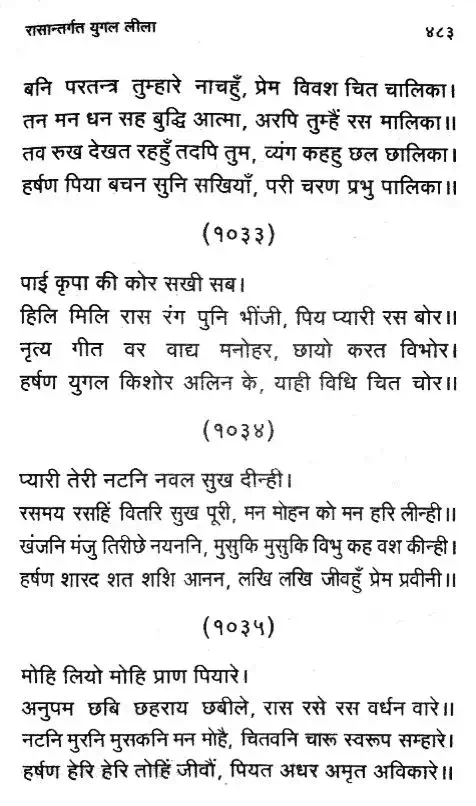 रासान्तर्गत युगल लीला ४८३
बनि परतन्त्र तुम्हारे नाचहुँ, प्रेम विवश चित चालिका।
तन मन धन सह बुद्धि आत्मा, अरपि तुम्हैं रस मालिका।।
तव रुख देखत रहहुँ तदपि तुम, व्यंग कहहु छल छालिका।
हर्षण पिया बचन सुनि सखियाँ, परी चरण प्रभु पालिका।।
(१०३३)
पाई कृपा की कोर सखी सब।
हिलि मिलि रास रंग पुनि भींजी, पिय प्यारी रस बोर।।
नृत्य गीत वर वाद्य मनोहर, छायो करत विभोर।
हर्षण युगल किशोर अलिन के, याही विधि चित चोर।।
(१०३४)
प्यारी तेरी नटनि नवल सुख दीन्ही।
रसमय रसहिं वितरि सुख पूरी, मन मोहन को मन हरि लीन्ही।।
खंजनि मंजु तिरीछे नयननि, मुसुकि मुसुकि विभु कह वश कीन्ही।
हर्षण शारद शत शशि आनन, लखि लखि जीवहुँ प्रेम प्रवीनी।।
(१०३५)
मोहि लियो मोहि प्राण पियारे।
अनुपम छबि छहराय छबीले, रास रसे रस वर्धन वारे।।
नटनि मुरनि मुसकनि मन मोहै, चितवनि चारू स्वरूप सम्हारे।
हर्षण हेरि हेरि तोहिं जीवौं, पियत अधर अमृत अविकारे।।